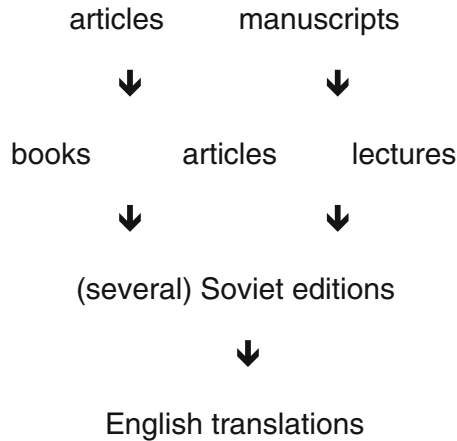 articles manuscripts
books articles lectures
(several) Soviet editions
English translations